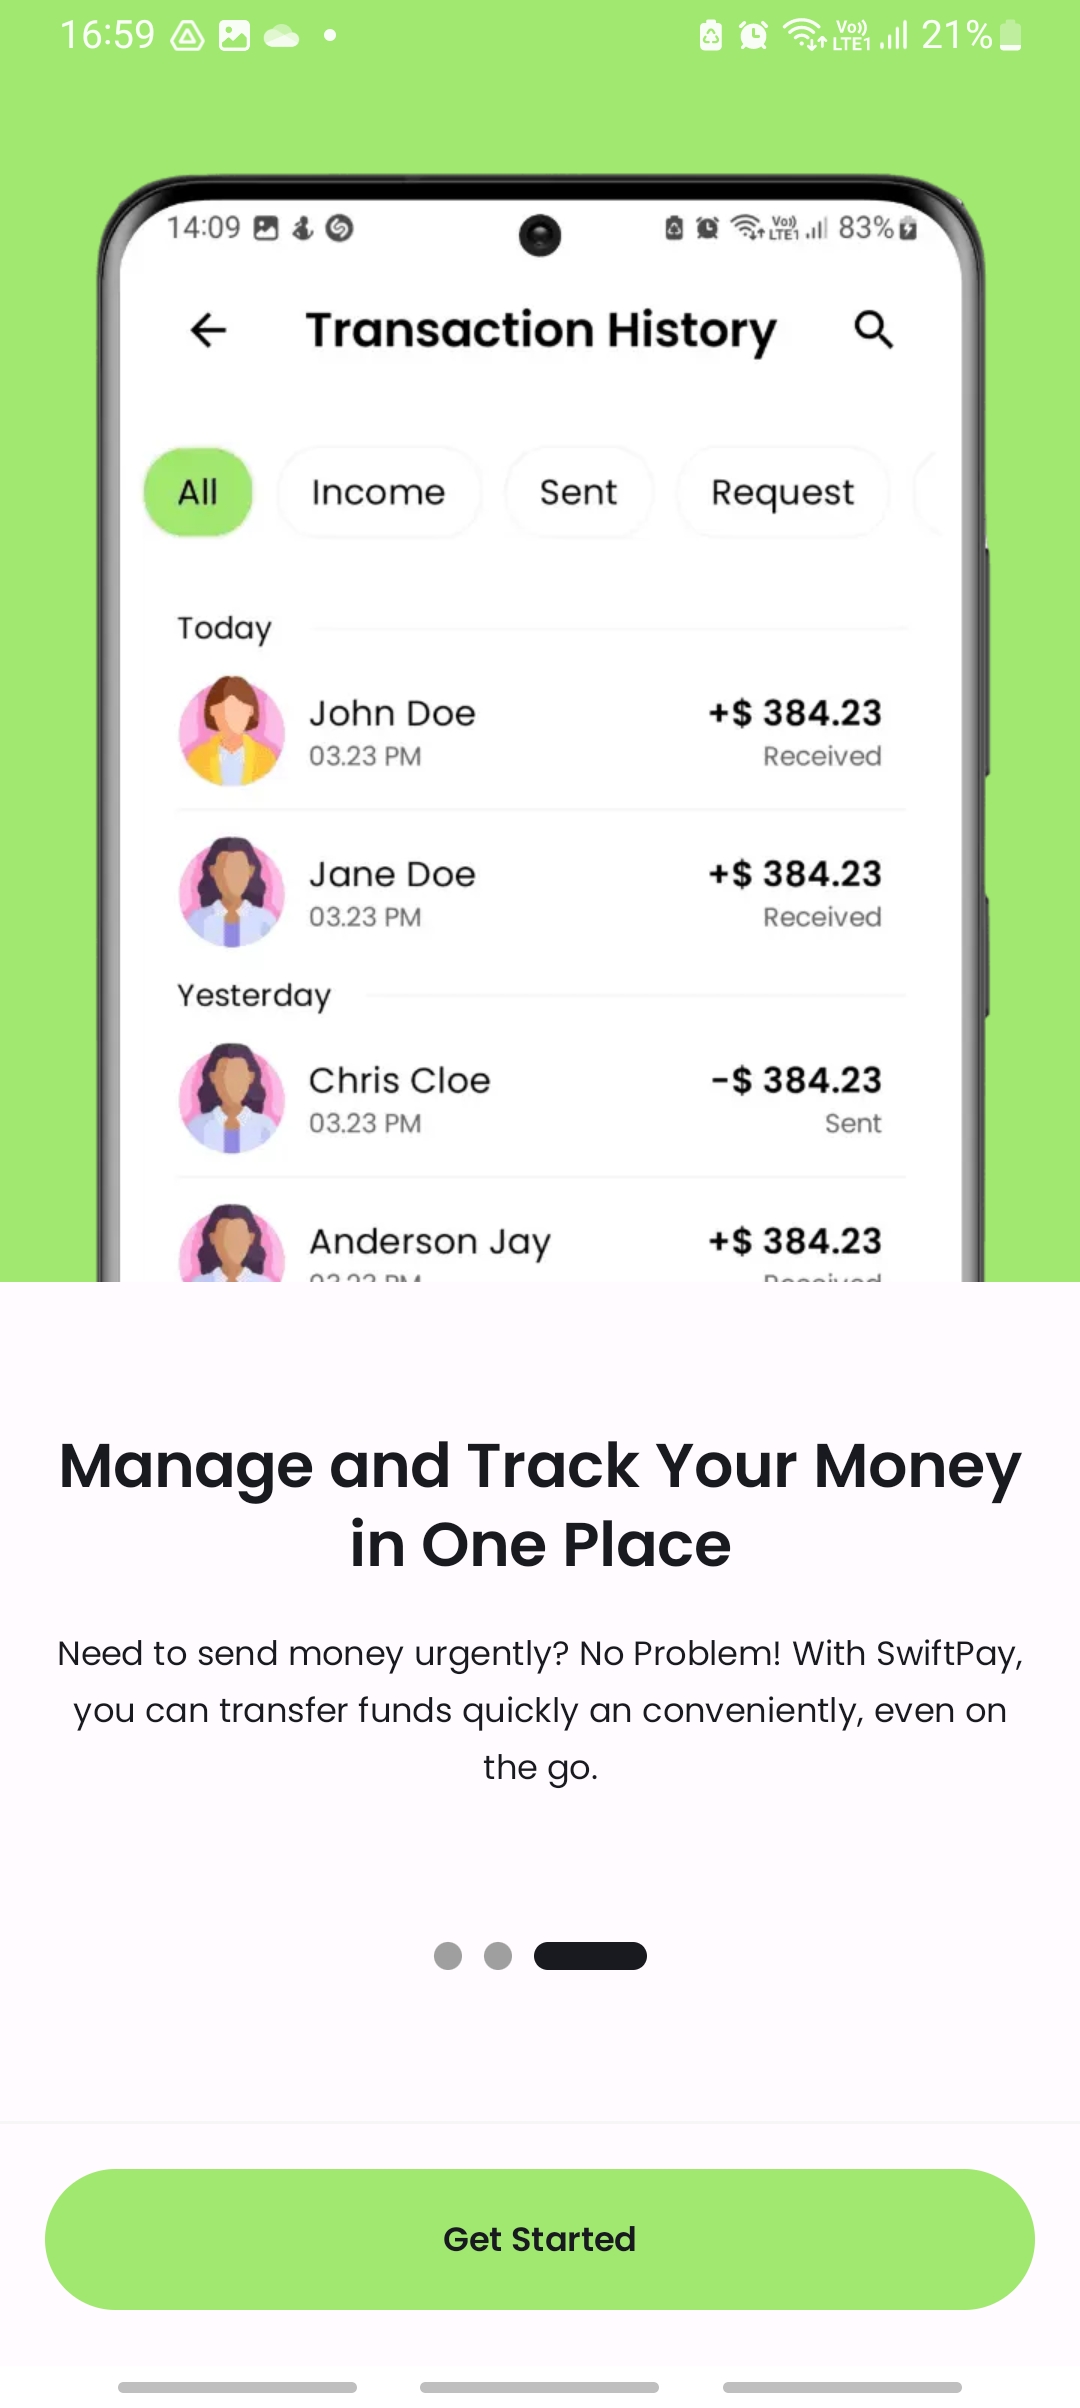 16:59
Vo))
LTE1
21%
14:09
Vo))
LTE1
83%
Transaction History
All
Income
Sent
Request
Today
John Doe
+$ 384.23
03.23 PM
Received
Jane Doe
+$ 384.23
03.23 PM
Received
Yesterday
Chris Cloe
-$ 384.23
03.23 PM
Sent
Anderson Jay
+$ 384.23
03.23 PM
Received
Manage and Track Your Money
in One Place
Need to send money urgently? No Problem! With SwiftPay,
you can transfer funds quickly an conveniently, even on
the go.
Get Started